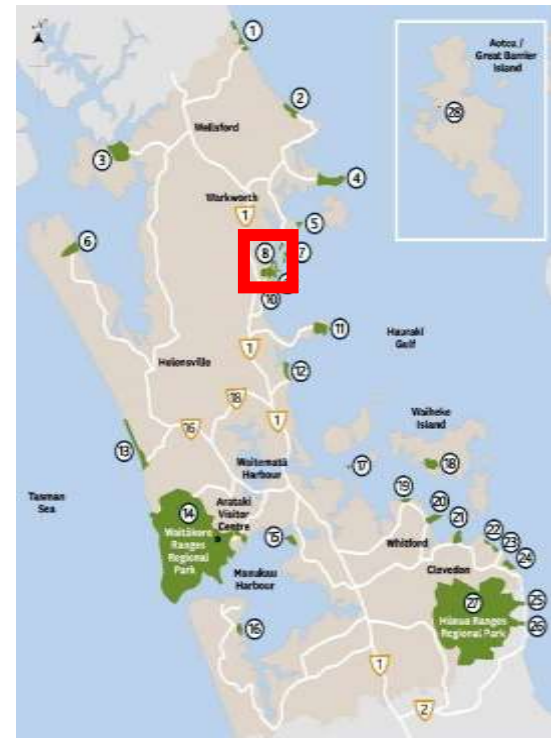 1
Aotea /
Great Barrier
Island
2
28
Wellsford
3
4
Warkworth
1
5
6
8
7
10
11
Hauraki
Gulf
1
Helensville
12
18
Waiheke
Island
16
1
13
Waitematā
Harbour
17
18
Tasman
Sea
19
14
Arataki
Visitor
Centre
20
21
15
Whitford
22
23
Waitākere
Ranges
Regional
Park
24
Clevedon
Manukau
Harbour
27
25
Hūnua Ranges
Regional Park
26
16
1
2